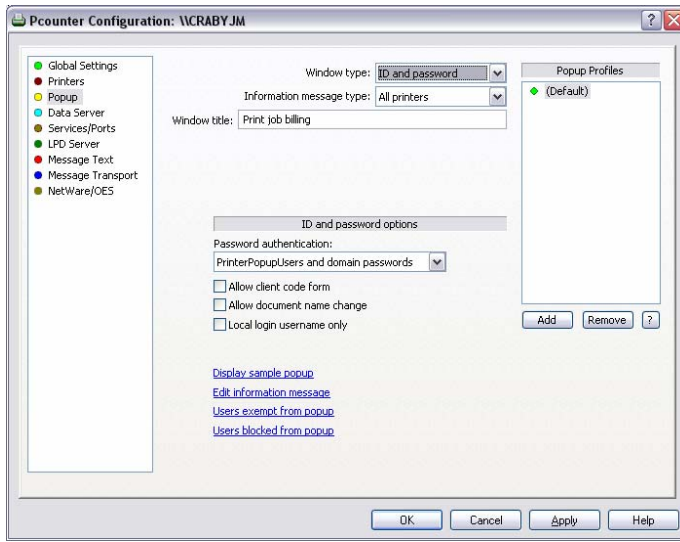 Pcounter Configuration: \\CRABYJM
Global Settings
Printers
Popup
Data Server
Services/Ports
LPD Server
Message Text
Message Transport
NetWare/OES
Window type: ID and password
Information message type: All printers
Window title: Print job billing
ID and password options
Password authentication:
PrinterPopupUsers and domain passwords
Allow client code form
Allow document name change
Local login username only
Display sample popup
Edit information message
Users exempt from popup
Users blocked from popup
Popup Profiles
(Default)
Add Remove ?
OK Cancel Apply Help